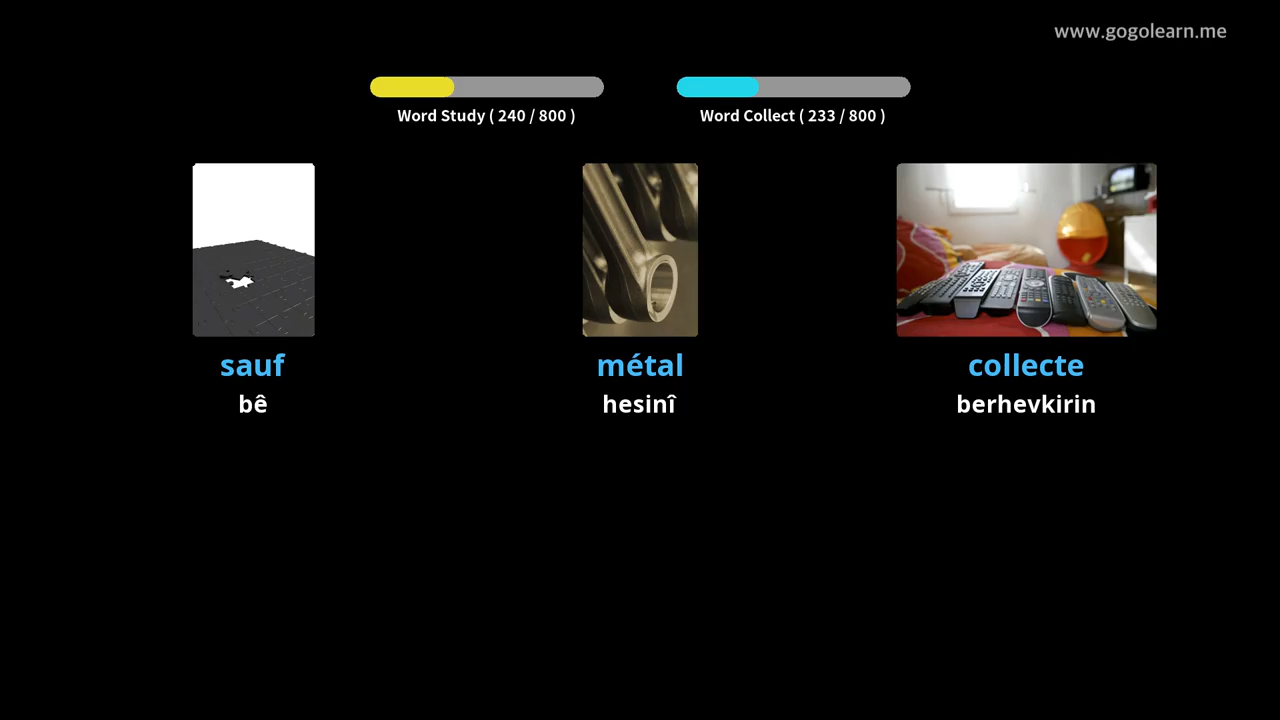 www.gogolearn.me
Word Study ( 240 / 800 )
Word Collect ( 233 / 800 )
sauf
bê
métal
hesinî
collecte
berhevkirin